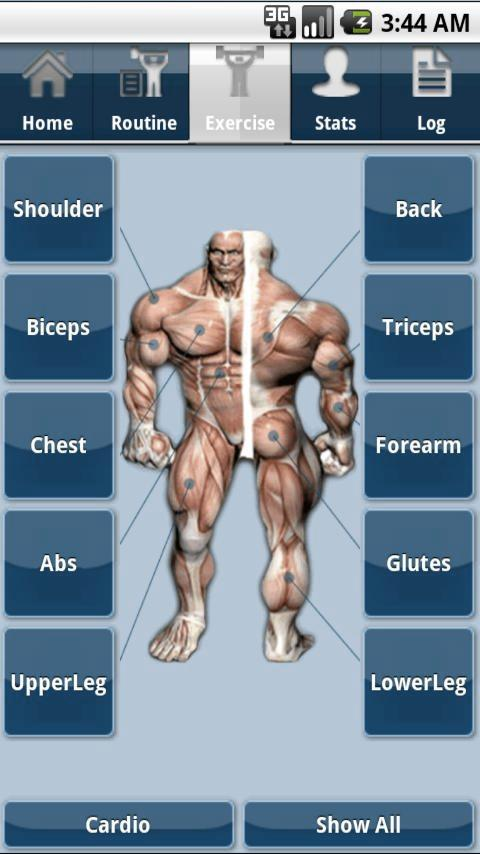 3G
3:44 AM
Home Routine Exercise Stats Log
Shoulder Back
Biceps Triceps
Chest Forearm
Abs Glutes
UpperLeg LowerLeg
Cardio Show All